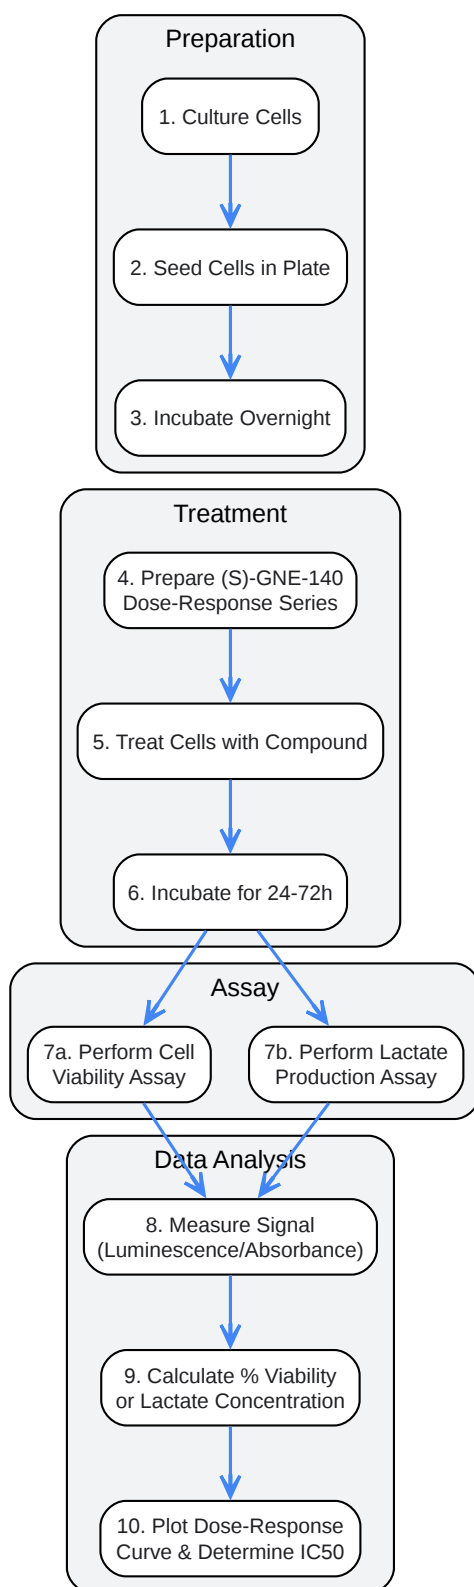 Preparation
1. Culture Cells
2. Seed Cells in Plate
3. Incubate Overnight
Treatment
4. Prepare (S)-GNE-140
Dose-Response Series
5. Treat Cells with Compound
6. Incubate for 24-72h
Assay
7a. Perform Cell
Viability Assay
7b. Perform Lactate
Production Assay
Data Analysis
8. Measure Signal
(Luminescence/Absorbance)
9. Calculate % Viability
or Lactate Concentration
10. Plot Dose-Response
Curve & Determine IC50